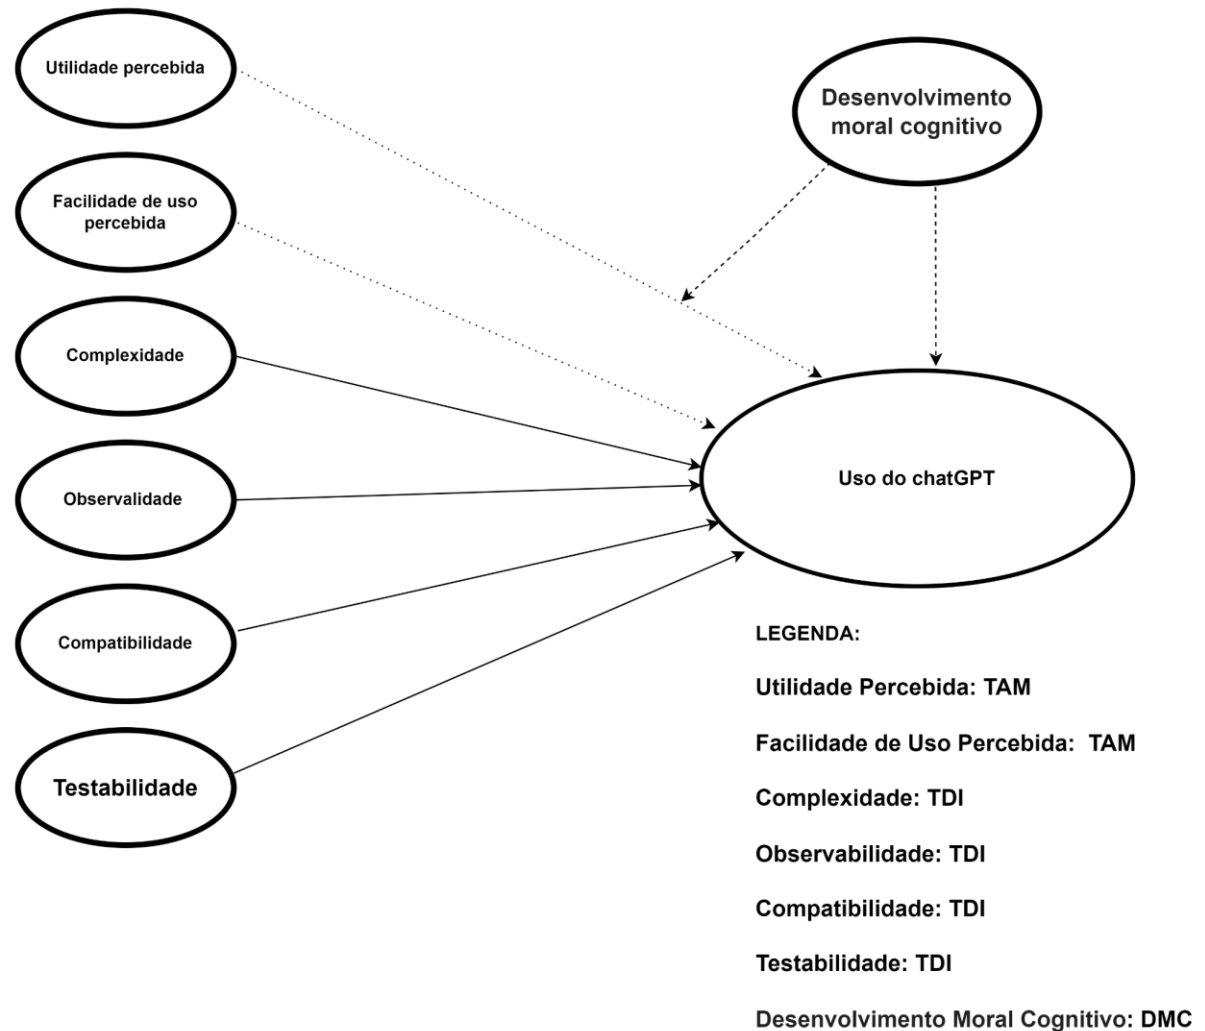 Utilidade percebida
Desenvolvimento
moral cognitivo
Facilidade de uso
percebida
Complexidade
Observalidade
Uso do chatGPT
Compatibilidade
Testabilidade
LEGENDA:
Utilidade Percebida: TAM
Facilidade de Uso Percebida: TAM
Complexidade: TDI
Observabilidade: TDI
Compatibilidade: TDI
Testabilidade: TDI
Desenvolvimento Moral Cognitivo: DMC